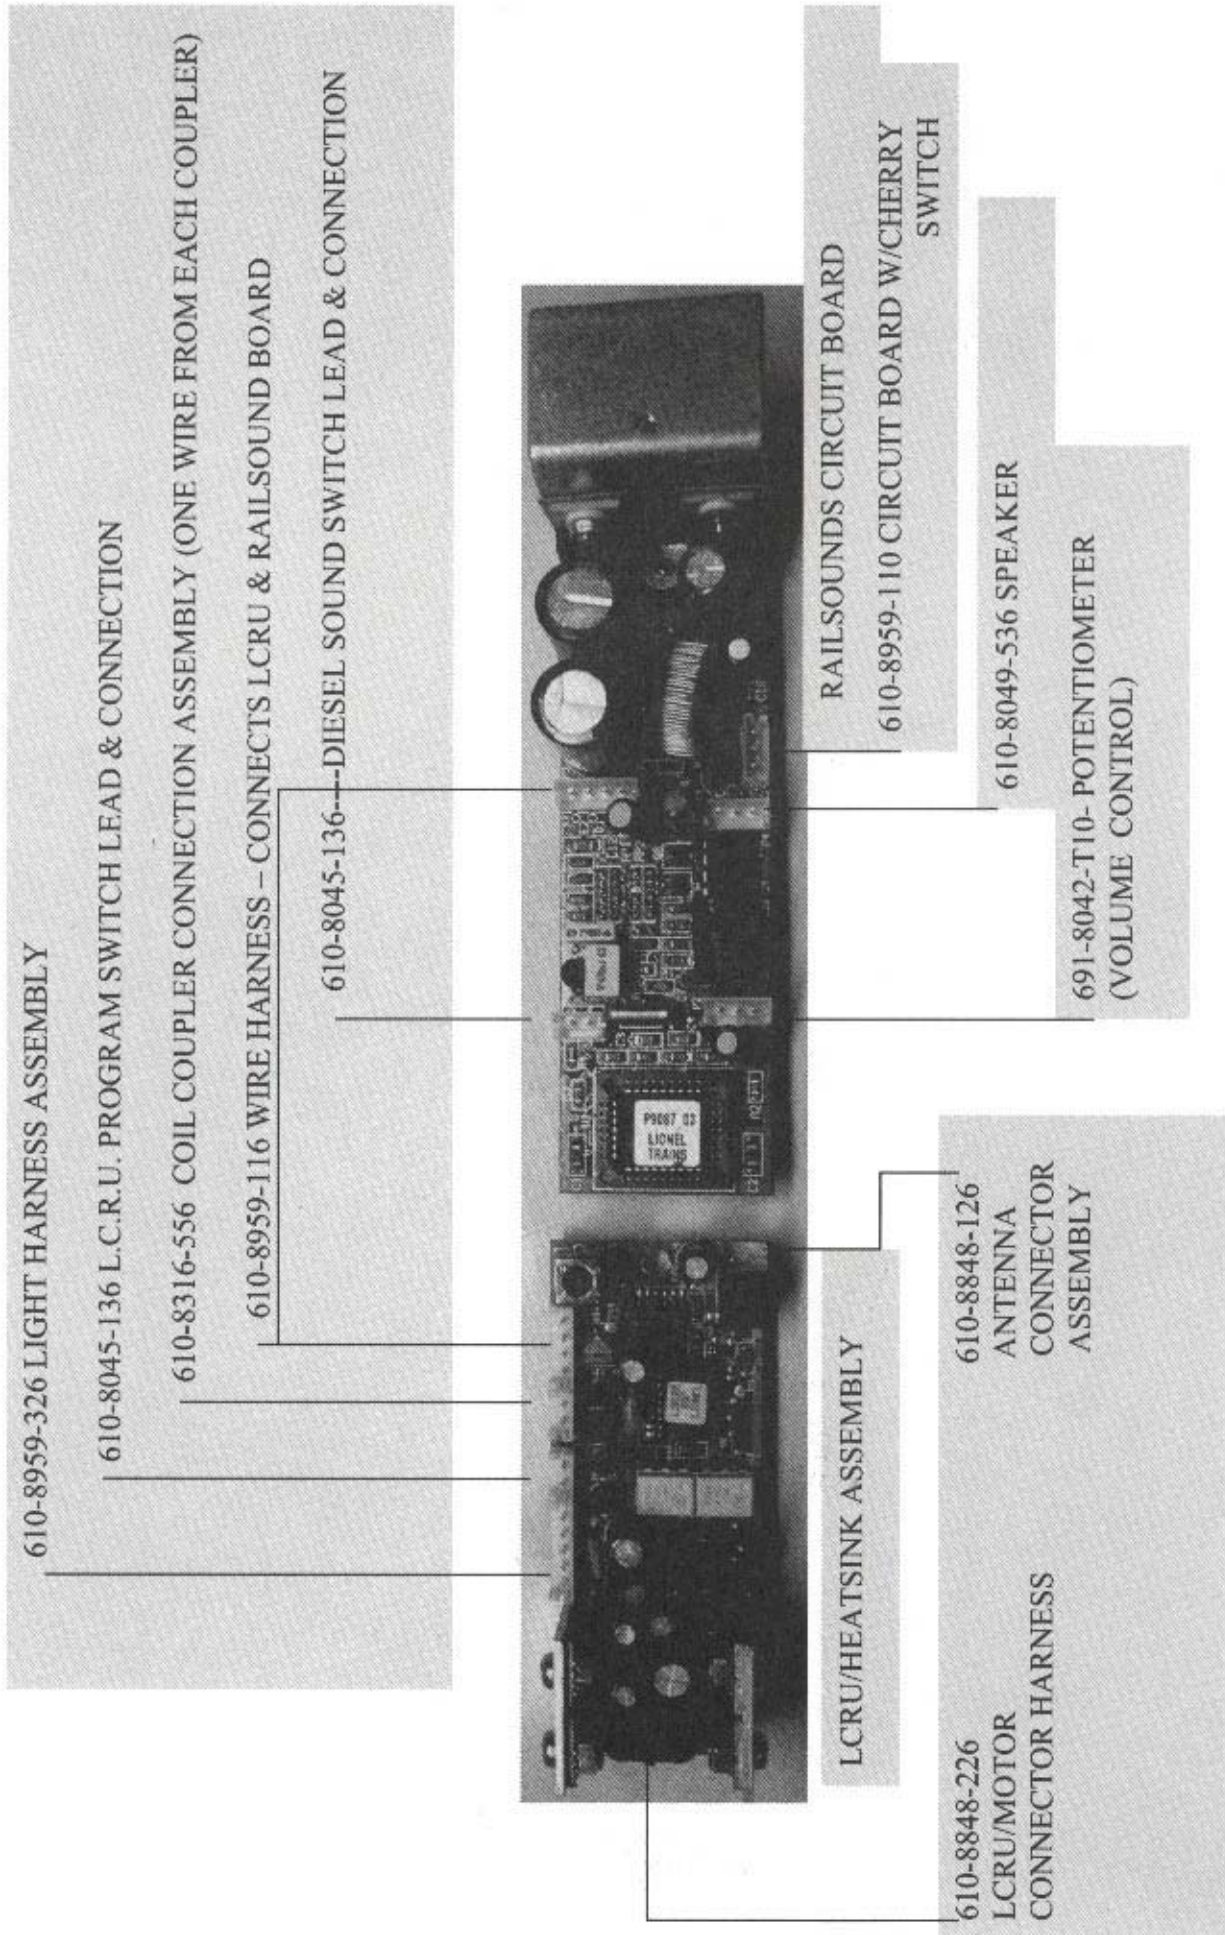 610-8959-326 LIGHT HARNESS ASSEMBLY
610-8045-136 L.C.R.U. PROGRAM SWITCH LEAD & CONNECTION
610-8316-556 COIL COUPLER CONNECTION ASSEMBLY (ONE WIRE FROM EACH COUPLER)
610-8959-116 WIRE HARNESS – CONNECTS LCRU & RAILSOUND BOARD
610-8045-136----DIESEL SOUND SWITCH LEAD & CONNECTION
P9087 03
LIONEL
TRAINS
RAILSOUNDS CIRCUIT BOARD
610-8959-110 CIRCUIT BOARD W/CHERRY
SWITCH
610-8049-536 SPEAKER
691-8042-T10- POTENTIOMETER
(VOLUME CONTROL)
LCRU/HEATSINK ASSEMBLY
610-8848-126
ANTENNA
CONNECTOR
ASSEMBLY
610-8848-226
LCRU/MOTOR
CONNECTOR HARNESS